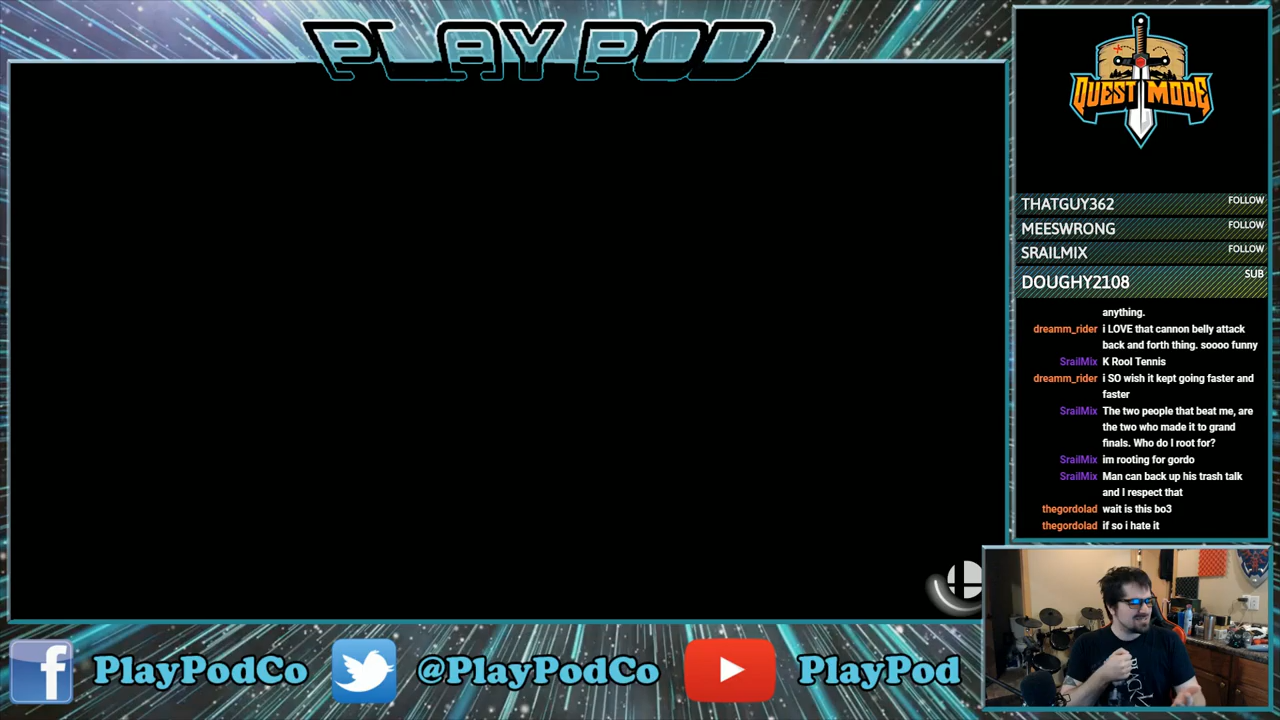 PLAY POD
QUEST MODE
THATGUY362 FOLLOW
MEESWRONG FOLLOW
SRAILMIX FOLLOW
DOUGHY2108 SUB
anything.
dreamm_rider i LOVE that cannon belly attack
back and forth thing. soooo funny
SrailMix K Rool Tennis
dreamm_rider i SO wish it kept going faster and
faster
SrailMix The two people that beat me, are
the two who made it to grand
finals. Who do I root for?
SrailMix im rooting for gordo
SrailMix Man can back up his trash talk
and I respect that
thegordolad wait is this bo3
thegordolad if so i hate it
f PlayPodCo @PlayPodCo PlayPod